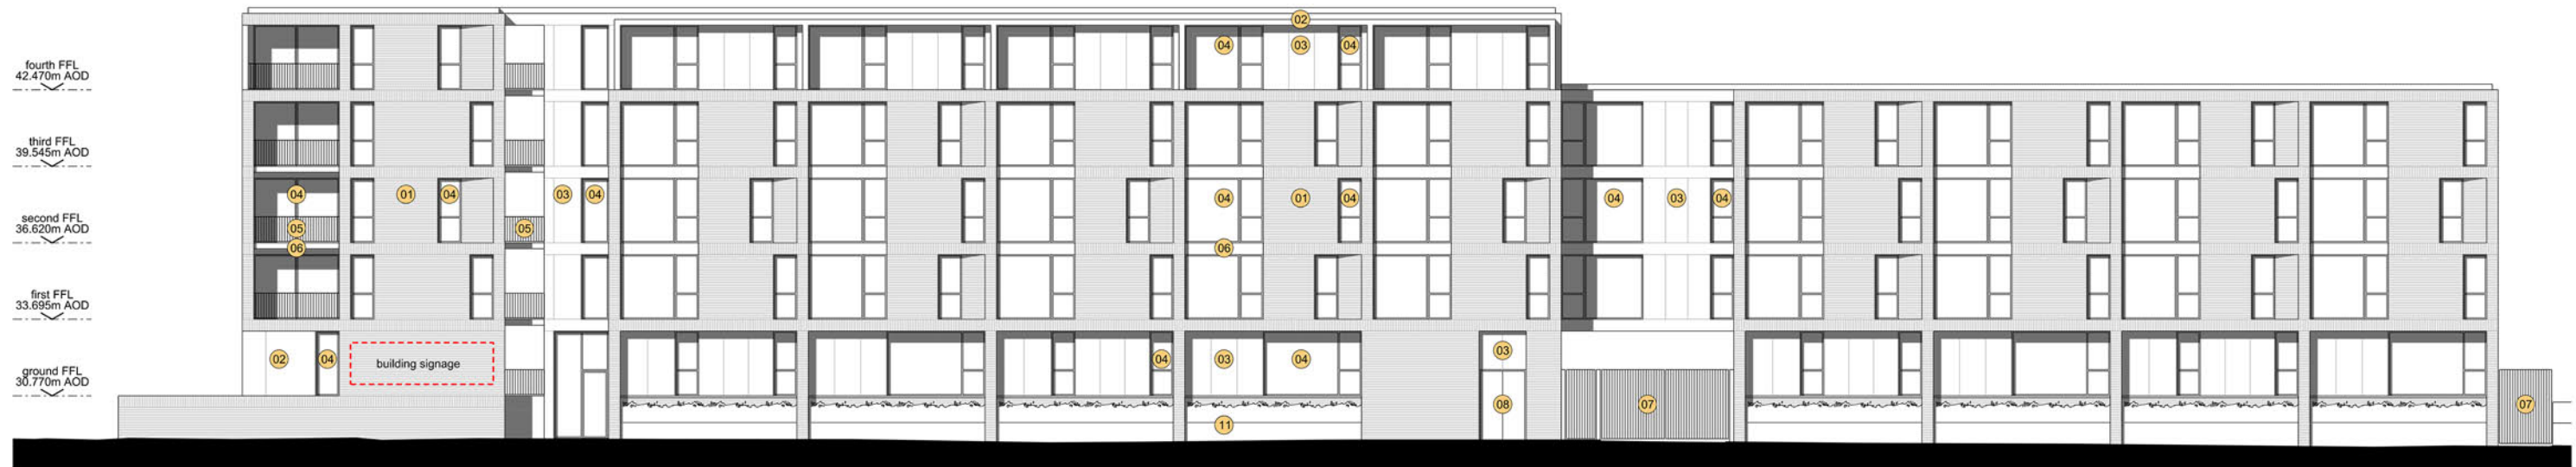 fourth FFL
42.470m AOD
third FFL
39.545m AOD
second FFL
36.620m AOD
first FFL
33.695m AOD
ground FFL
30.770m AOD
02
04 03 04
04 01 04 03 04 04 01 04 04 03 04
05 05
06 06
02 04 building signage 04 03 04 03
08 07 07
11